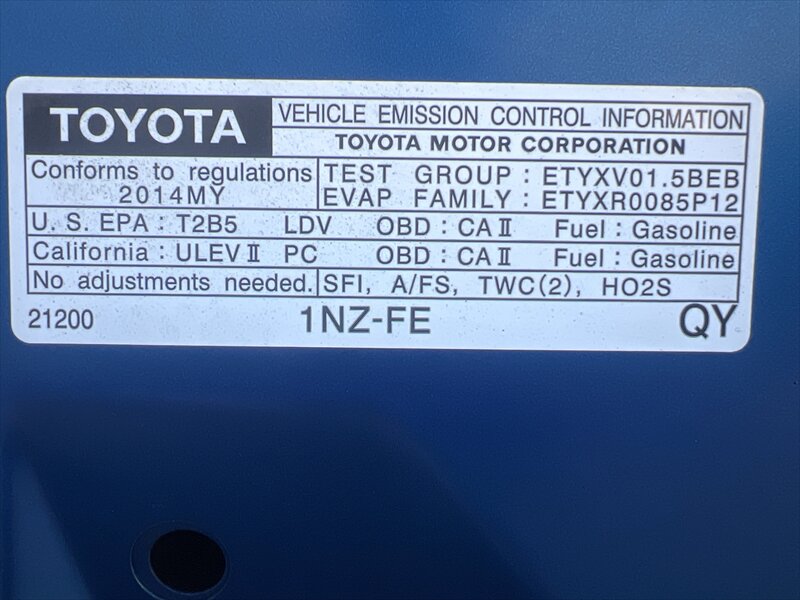 TOYOTA
VEHICLE EMISSION CONTROL INFORMATION
TOYOTA MOTOR CORPORATION
Conforms to regulations
2014MY
TEST GROUP : ETYXV01.5BEB
EVAP FAMILY : ETYXR0085P12
U. S. EPA : T2B5 LDV OBD : CA II Fuel : Gasoline
California : ULEV II PC OBD : CA II Fuel : Gasoline
No adjustments needed. SFI, A/FS, TWC(2), HO2S
21200 1NZ-FE QY